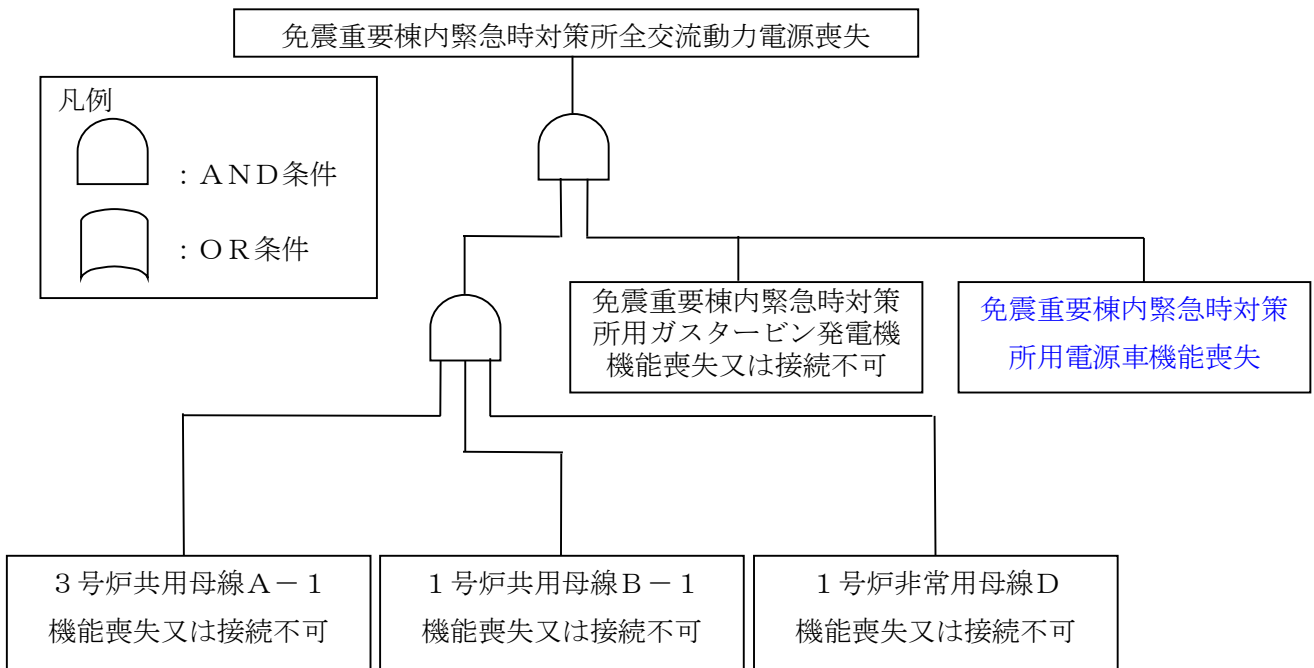 免震重要棟内緊急時対策所全交流動力電源喪失
凡例
：ＡＮＤ条件
：ＯＲ条件
免震重要棟内緊急時対策
所用ガスタービン発電機
機能喪失又は接続不可
免震重要棟内緊急時対策
所用電源車機能喪失
３号炉共用母線Ａ－１
機能喪失又は接続不可
１号炉共用母線Ｂ－１
機能喪失又は接続不可
１号炉非常用母線Ｄ
機能喪失又は接続不可